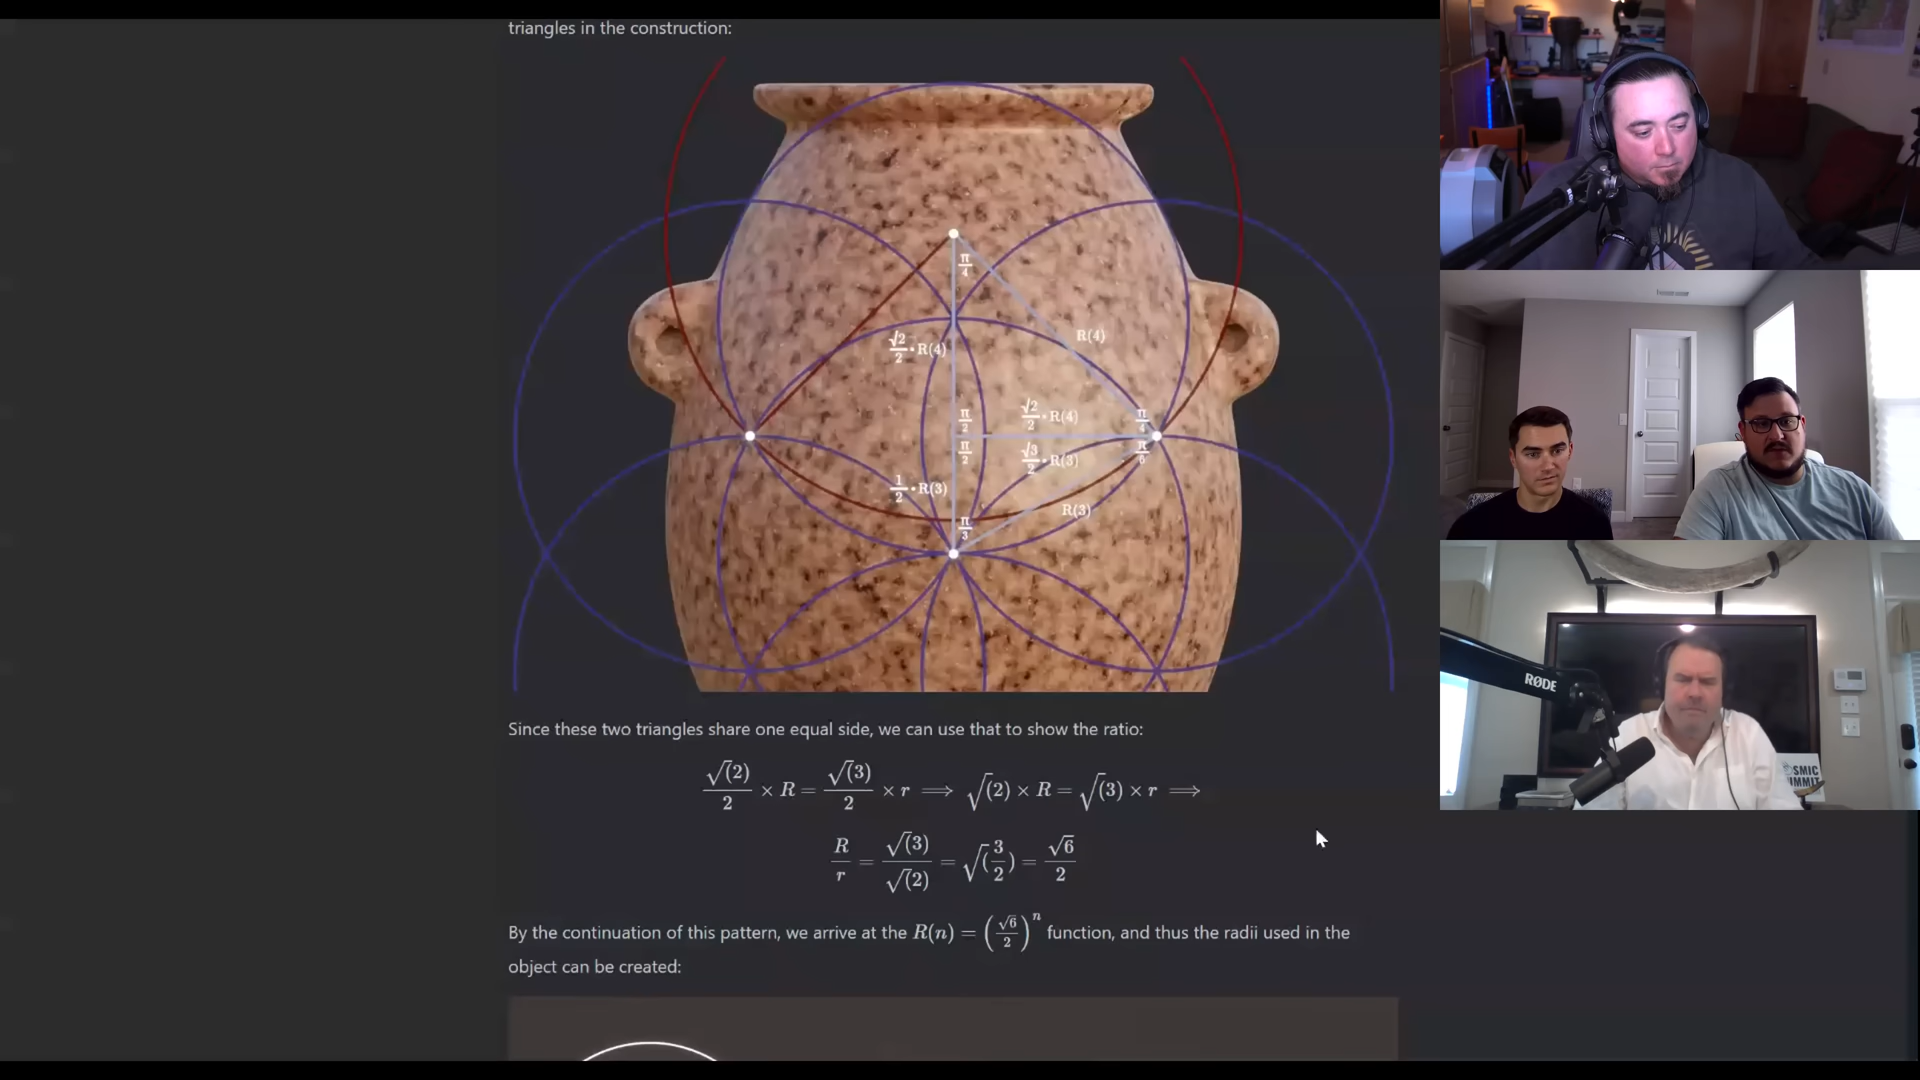 triangles in the construction:
π/4
√2/2 · R(4)
R(4)
π/2
√2/2 · R(4)
π/4
π/2
√3/2 · R(3)
π/6
1/2 · R(3)
R(3)
π/3
Since these two triangles share one equal side, we can use that to show the ratio:
√(2)/2 × R = √(3)/2 × r ⟹ √(2) × R = √(3) × r ⟹
R/r = √(3)/√(2) = √(3/2) = √6/2
By the continuation of this pattern, we arrive at the R(n) = (√6/2)^n function, and thus the radii used in the
object can be created:
RØDE
OSMIC
UMMIT